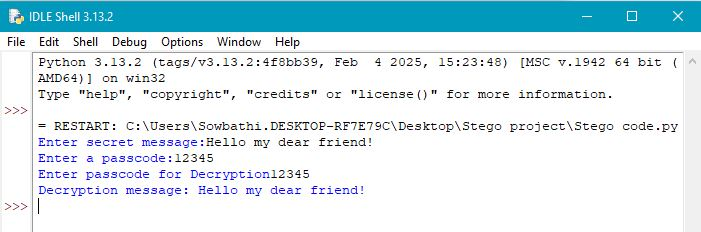 IDLE Shell 3.13.2
File Edit Shell Debug Options Window Help
Python 3.13.2 (tags/v3.13.2:4f8bb39, Feb  4 2025, 15:23:48) [MSC v.1942 64 bit (
AMD64)] on win32
Type "help", "copyright", "credits" or "license()" for more information.
>>>
= RESTART: C:\Users\Sowbathi.DESKTOP-RF7E79C\Desktop\Stego project\Stego code.py
Enter secret message:Hello my dear friend!
Enter a passcode:12345
Enter passcode for Decryption12345
Decryption message: Hello my dear friend!
>>>